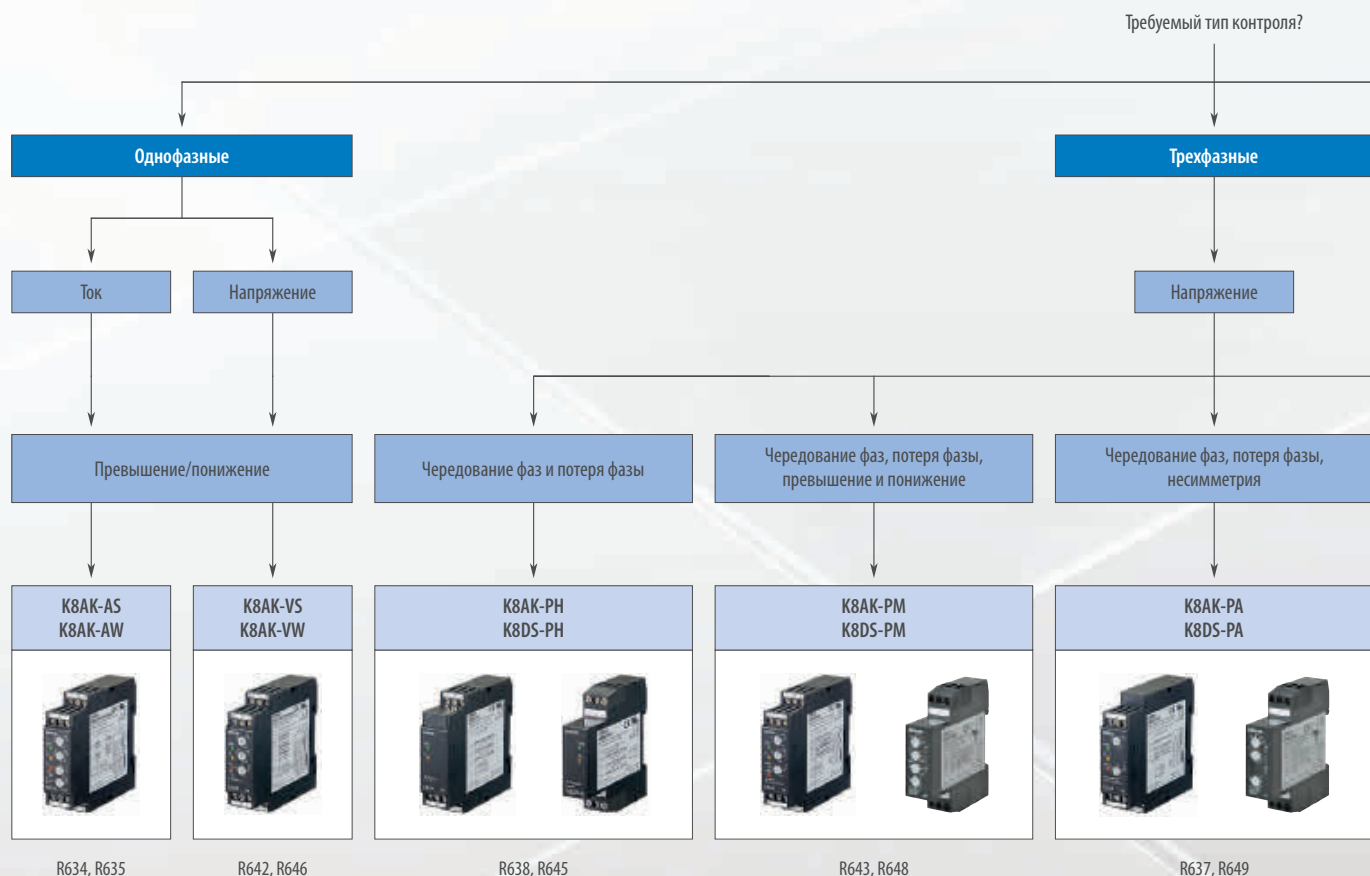 Требуемый тип контроля?
Однофазные
Трехфазные
Ток
Напряжение
Напряжение
Превышение/понижение
Чередование фаз и потеря фазы
Чередование фаз, потеря фазы,
превышение и понижение
Чередование фаз, потеря фазы,
несимметрия
K8AK-AS
K8AK-AW
K8AK-VS
K8AK-VW
K8AK-PH
K8DS-PH
K8AK-PM
K8DS-PM
K8AK-PA
K8DS-PA
R634, R635
R642, R646
R638, R645
R643, R648
R637, R649